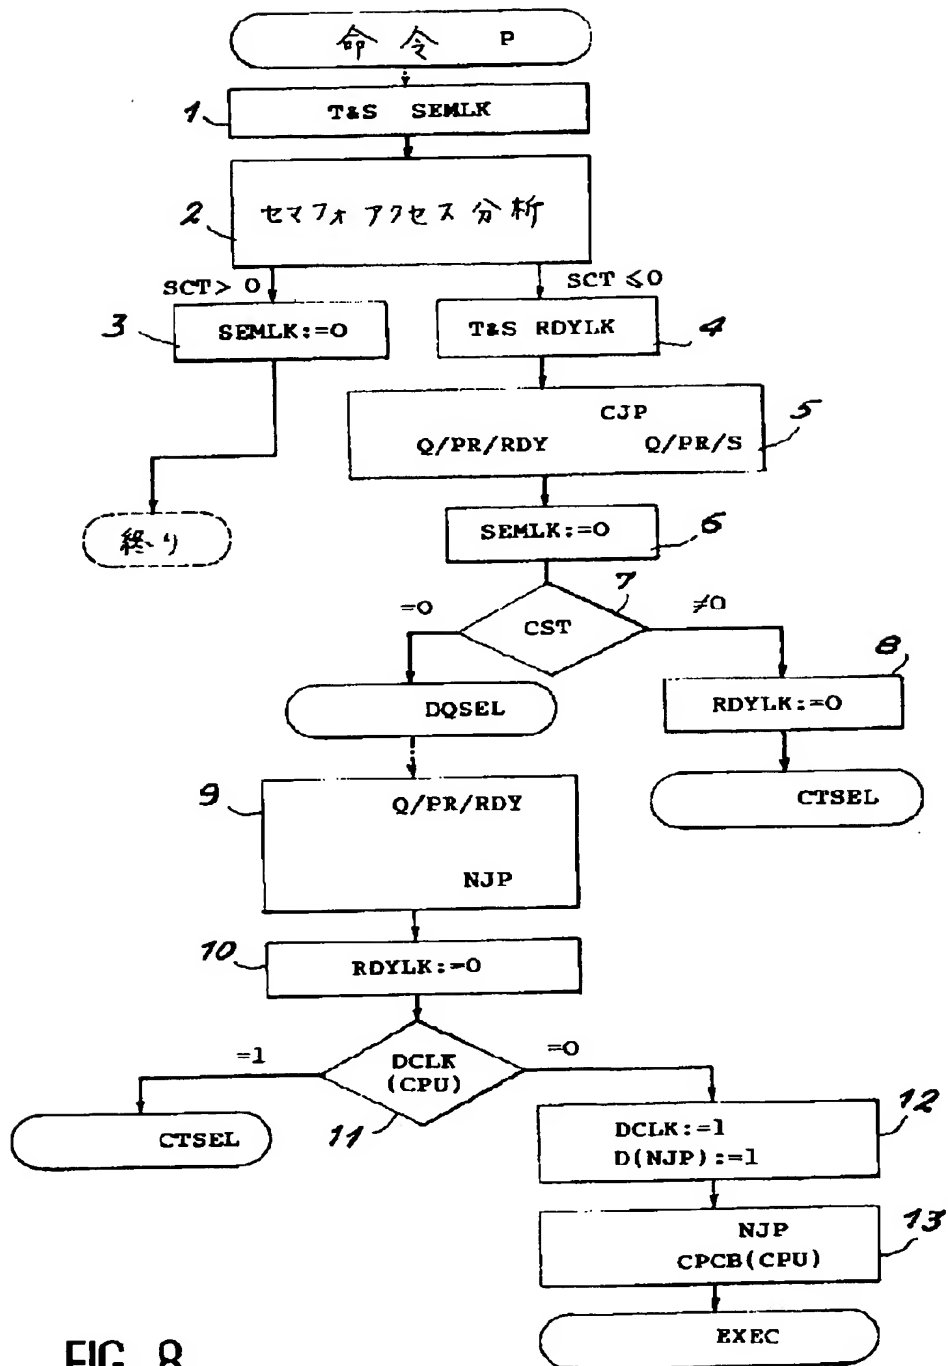 命令 P
1
T&S SEMLK
2
セマフォ アクセス 分析
SCT > 0
SCT ≤0
3
SEMLK:=0
T&S RDYLK
4
CJP
5
Q/PR/RDY Q/PR/S
終り
SEMLK:=0
6
=0
CST
7
≠0
8
DQSEL
RDYLK:=0
9
Q/PR/RDY
CTSEL
NJP
10
RDYLK:=0
=1
DCLK
(CPU)
=0
11
CTSEL
DCLK:=1
12
D(NJP):=1
NJP
13
CPCB(CPU)
EXEC
FIG. 8